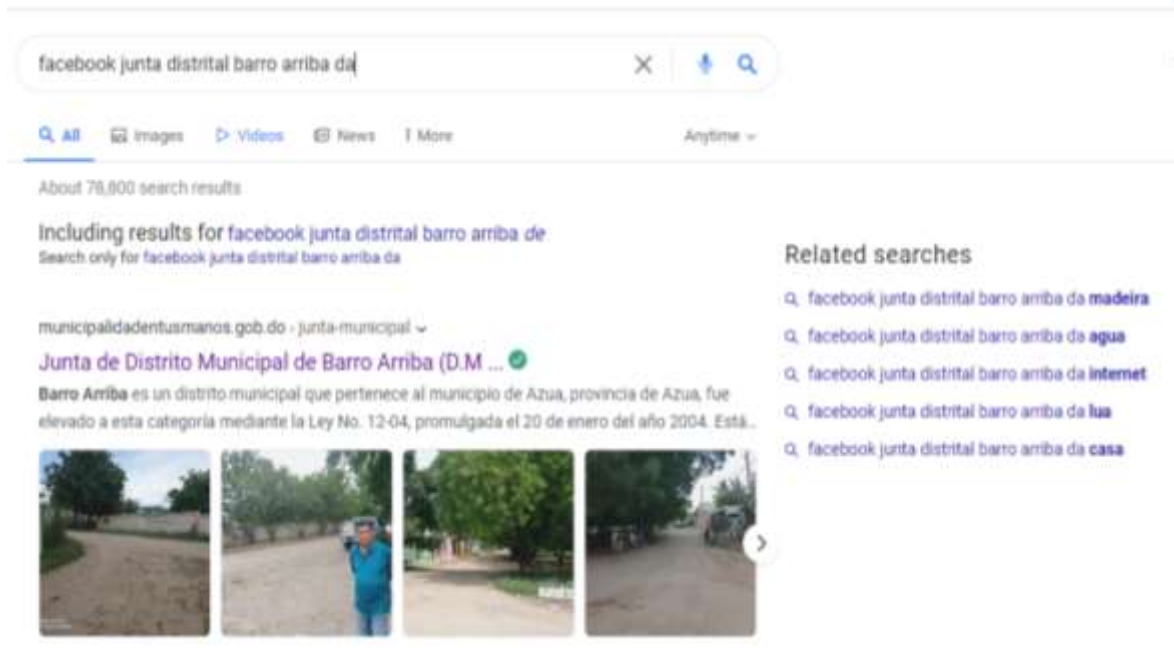 facebook junta distrital barro arriba da
All Images Videos News More Anytime
About 78,800 search results
Including results for facebook junta distrital barro arriba de
Search only for facebook junta distrital barro arriba da
municipalidadentusmanos.gob.do › junta-municipal
Junta de Distrito Municipal de Barro Arriba (D.M ...
Barro Arriba es un distrito municipal que pertenece al municipio de Azua, provincia de Azua, fue
elevado a esta categoría mediante la Ley No. 12-04, promulgada el 20 de enero del año 2004. Está...
Related searches
facebook junta distrital barro arriba da madeira
facebook junta distrital barro arriba da agua
facebook junta distrital barro arriba da internet
facebook junta distrital barro arriba da lua
facebook junta distrital barro arriba da casa